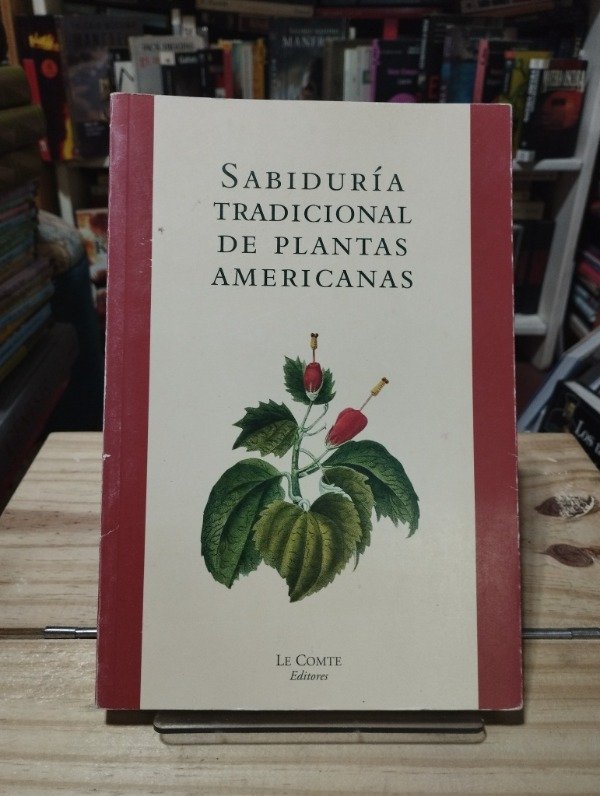 SABIDURÍA
TRADICIONAL
DE PLANTAS
AMERICANAS
LE COMTE
Editores